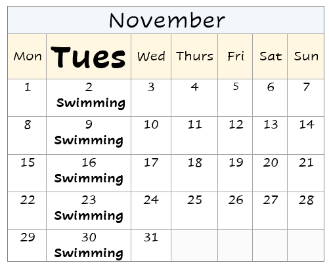 November
Mon Tues Wed Thurs Fri Sat Sun
1 2 3 4 5 6 7
Swimming
8 9 10 11 12 13 14
Swimming
15 16 17 18 19 20 21
Swimming
22 23 24 25 26 27 28
Swimming
29 30 31
Swimming